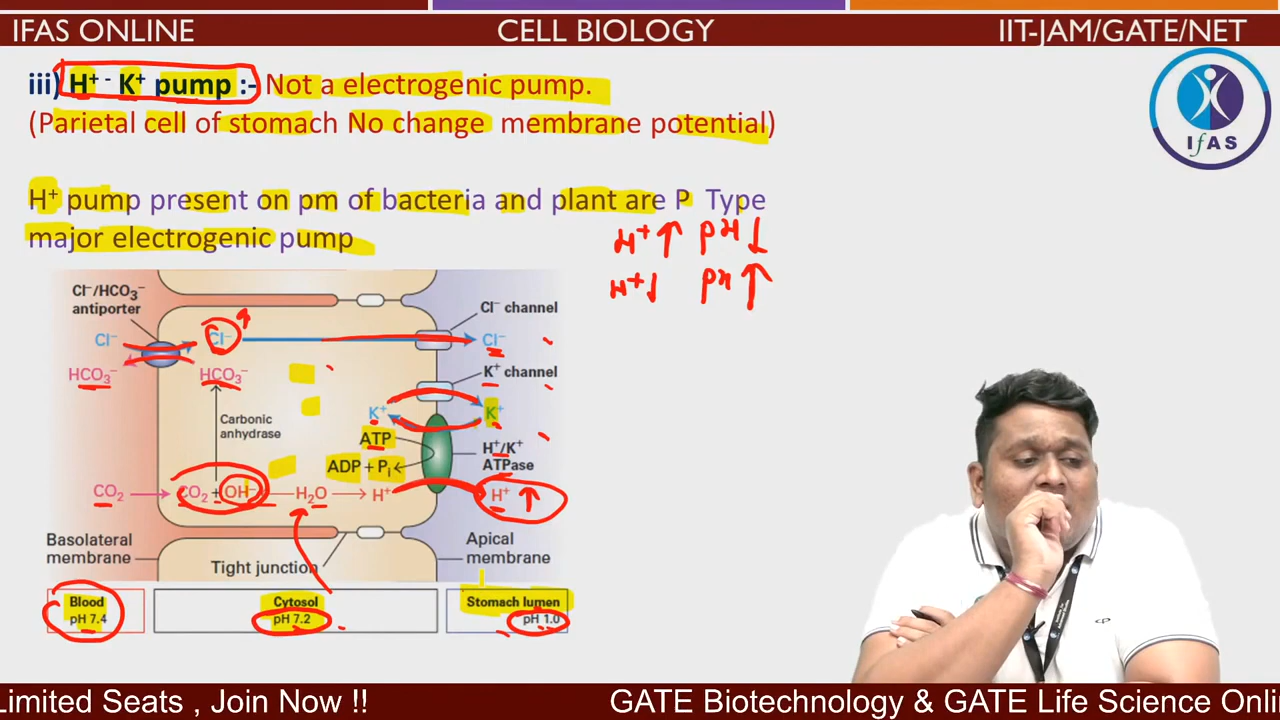 IFAS ONLINE
CELL BIOLOGY
IIT-JAM/GATE/NET
iii) H⁺ - K⁺ pump :- Not a electrogenic pump.
(Parietal cell of stomach No change membrane potential)
IfAS
H⁺ pump present on pm of bacteria and plant are P Type
major electrogenic pump
H⁺↑ pH↓
H⁺↓ pH↑
Cl⁻/HCO₃⁻
antiporter
Cl⁻ channel
Cl⁻
Cl⁻
Cl⁻
HCO₃⁻
HCO₃⁻
K⁺ channel
K⁺
K⁺
Carbonic
anhydrase
ATP
H⁺/K⁺
ATPase
ADP + Pi
CO₂
CO₂ + OH⁻
H₂O
H⁺
H⁺ ↑
Basolateral
membrane
Tight junction
Apical
membrane
Blood
pH 7.4
Cytosol
pH 7.2
Stomach lumen
pH 1.0
Limited Seats , Join Now !!
GATE Biotechnology & GATE Life Science Onli